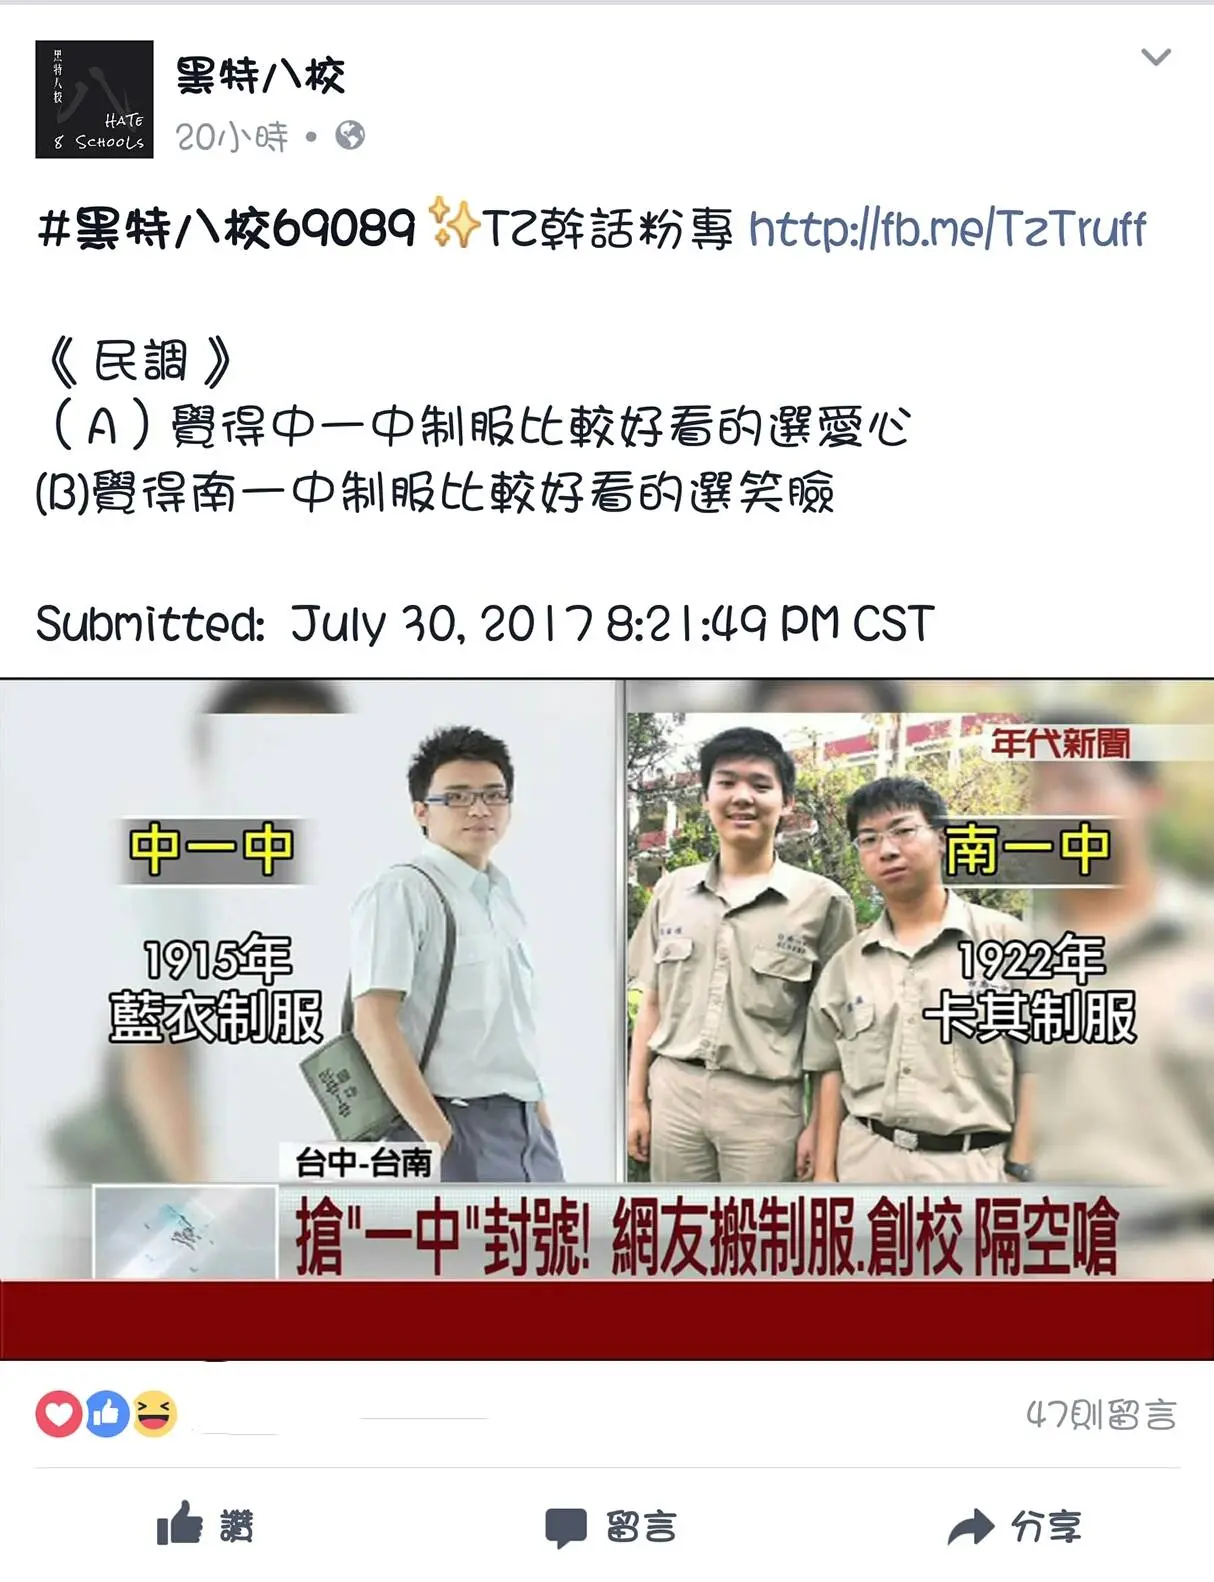 黑特八校
HATE
8 SCHOOLS
黑特八校
20小時
#黑特八校69089 ✨TZ幹話粉專 http://fb.me/TzTruff
《 民調 》
（A）覺得中一中制服比較好看的選愛心
(B)覺得南一中制服比較好看的選笑臉
Submitted: July 30, 2017 8:21:49 PM CST
年代新聞
中一中
南一中
1915年
藍衣制服
1922年
卡其制服
台中-台南
搶"一中"封號! 網友搬制服.創校 隔空嗆
47則留言
讚
留言
分享